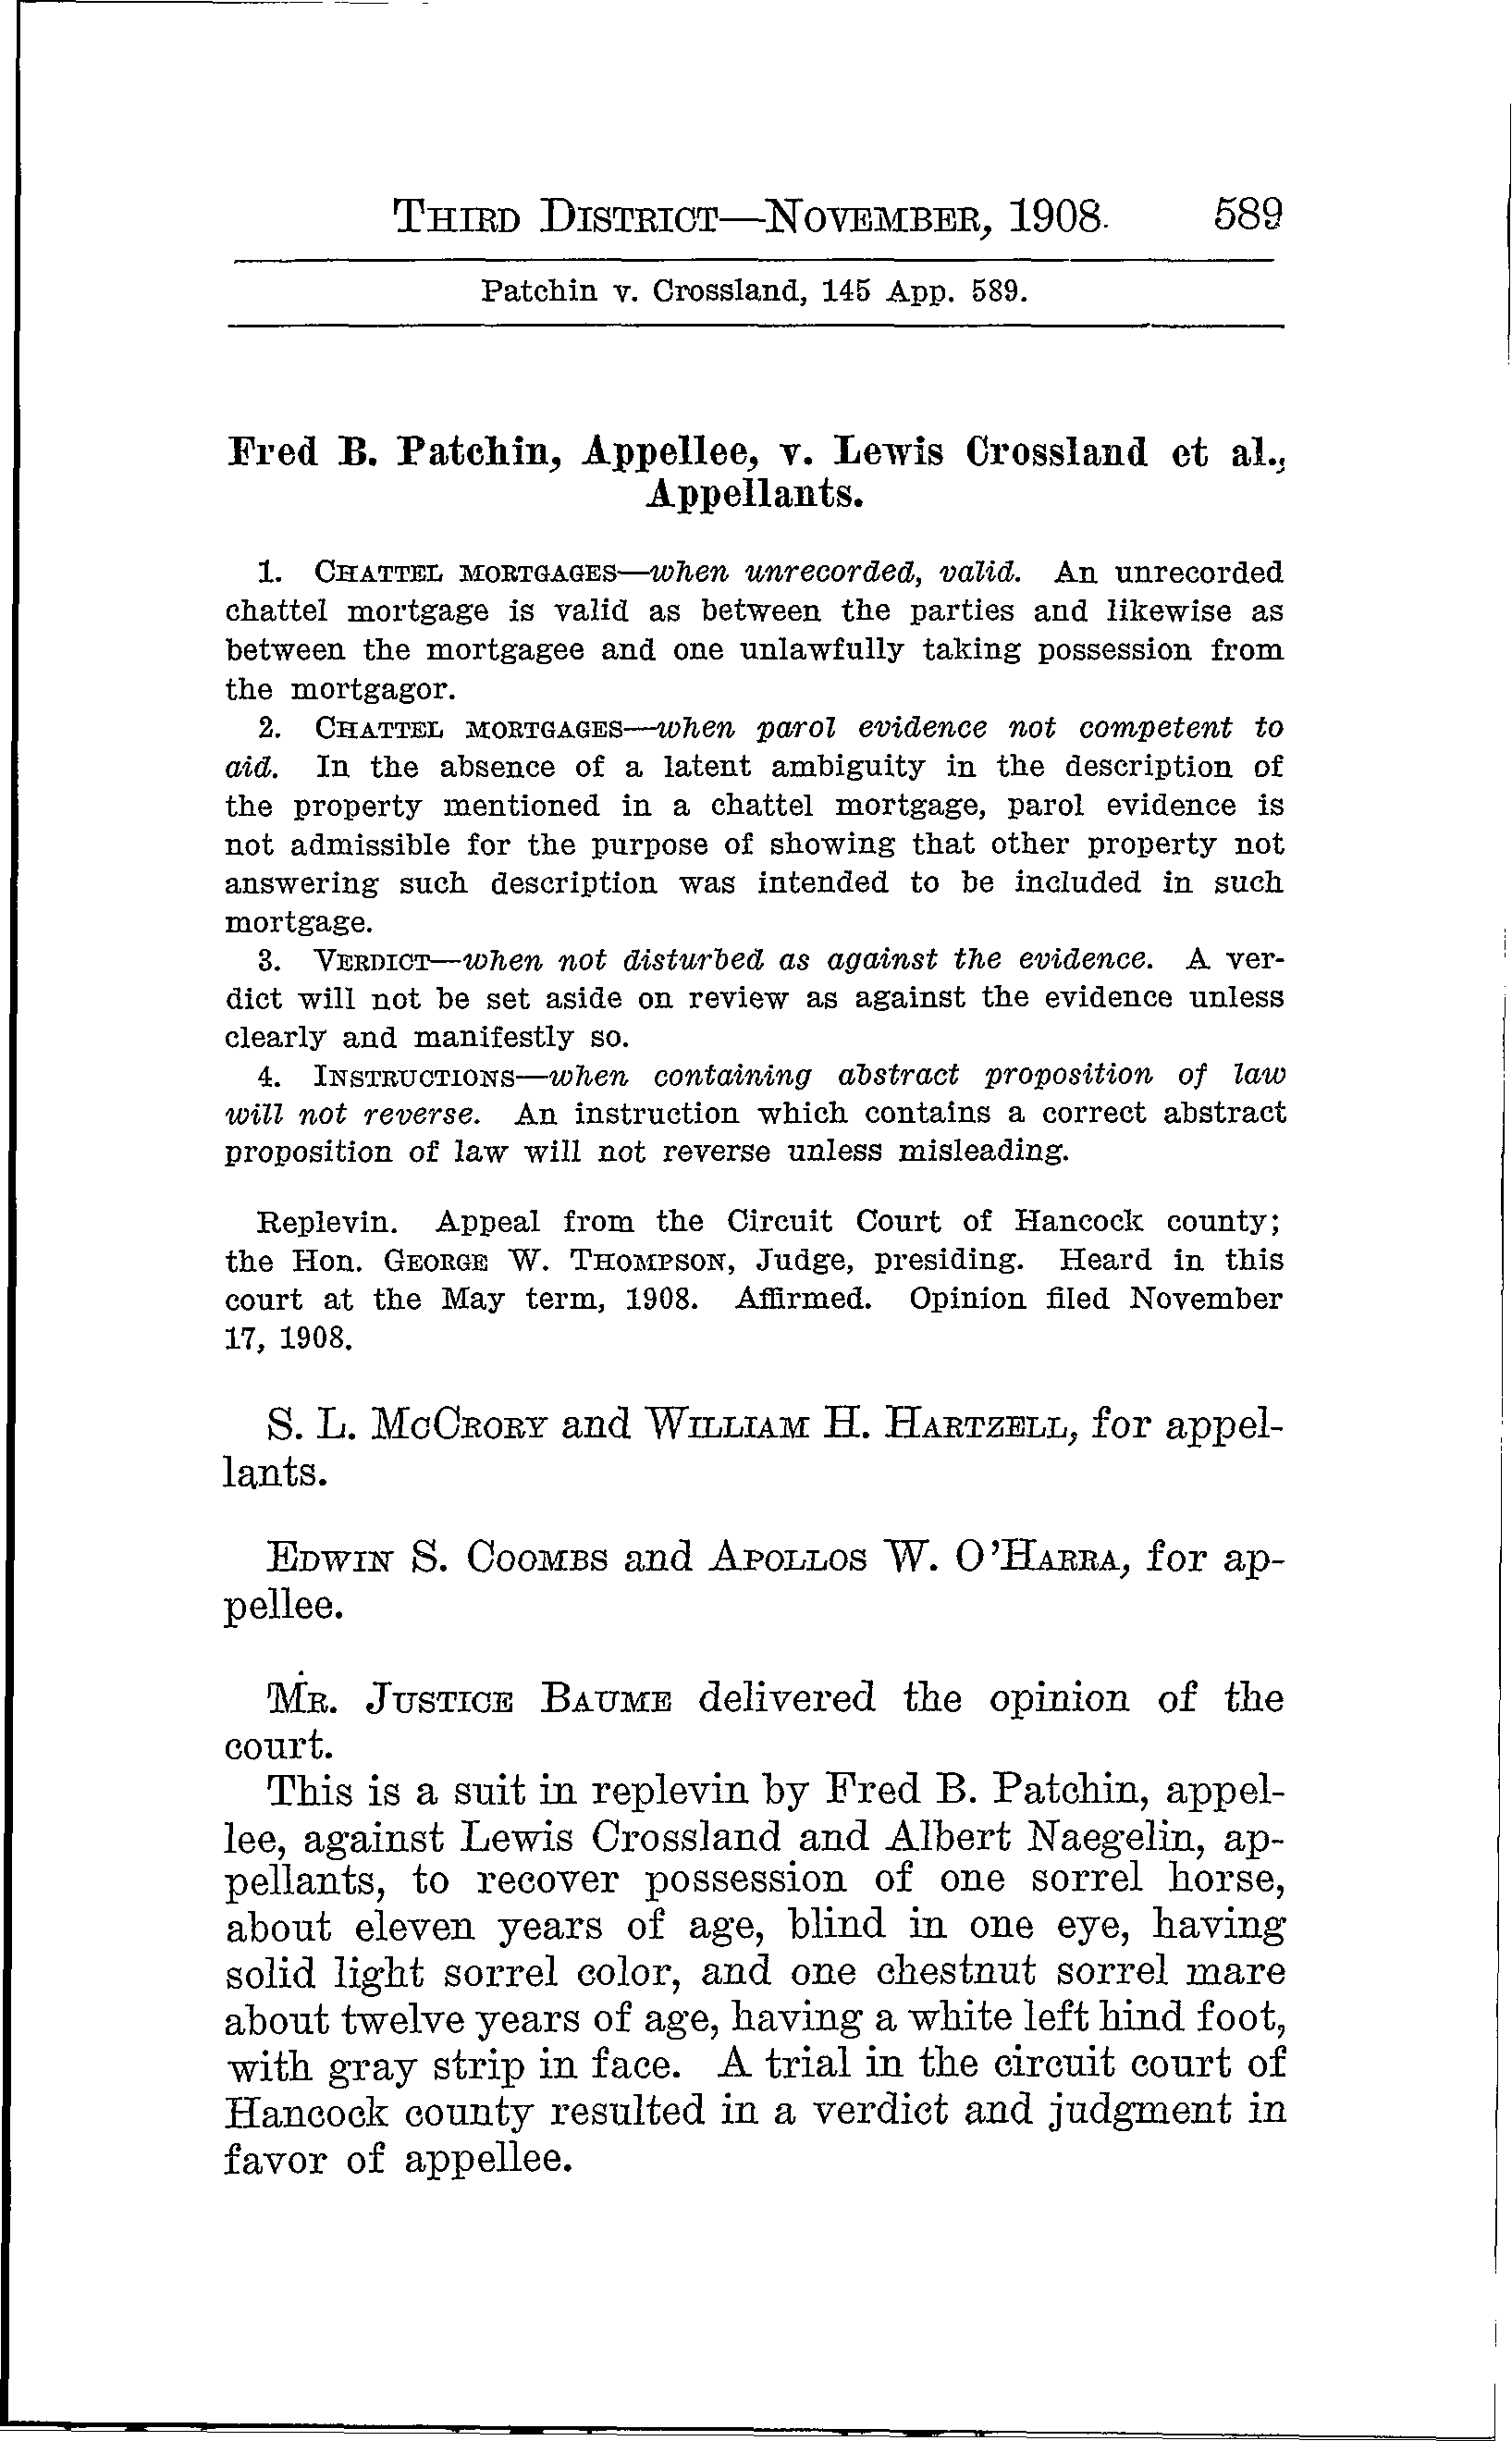 THIRD DISTRICT—NOVEMBER, 1908. 589
Patchin v. Crossland, 145 App. 589.
Fred B. Patchin, Appellee, v. Lewis Crossland et al.,
Appellants.
1. CHATTEL MORTGAGES—when unrecorded, valid. An unrecorded
chattel mortgage is valid as between the parties and likewise as
between the mortgagee and one unlawfully taking possession from
the mortgagor.
2. CHATTEL MORTGAGES—when parol evidence not competent to
aid. In the absence of a latent ambiguity in the description of
the property mentioned in a chattel mortgage, parol evidence is
not admissible for the purpose of showing that other property not
answering such description was intended to be included in such
mortgage.
3. VERDICT—when not disturbed as against the evidence. A ver-
dict will not be set aside on review as against the evidence unless
clearly and manifestly so.
4. INSTRUCTIONS—when containing abstract proposition of law
will not reverse. An instruction which contains a correct abstract
proposition of law will not reverse unless misleading.
Replevin. Appeal from the Circuit Court of Hancock county;
the Hon. GEORGE W. THOMPSON, Judge, presiding. Heard in this
court at the May term, 1908. Affirmed. Opinion filed November
17, 1908.
S. L. MCCRORY and WILLIAM H. HARTZELL, for appel-
lants.
EDWIN S. COOMBS and APOLLOS W. O'HARRA, for ap-
pellee.
MR. JUSTICE BAUME delivered the opinion of the
court.
This is a suit in replevin by Fred B. Patchin, appel-
lee, against Lewis Crossland and Albert Naegelin, ap-
pellants, to recover possession of one sorrel horse,
about eleven years of age, blind in one eye, having
solid light sorrel color, and one chestnut sorrel mare
about twelve years of age, having a white left hind foot,
with gray strip in face. A trial in the circuit court of
Hancock county resulted in a verdict and judgment in
favor of appellee.